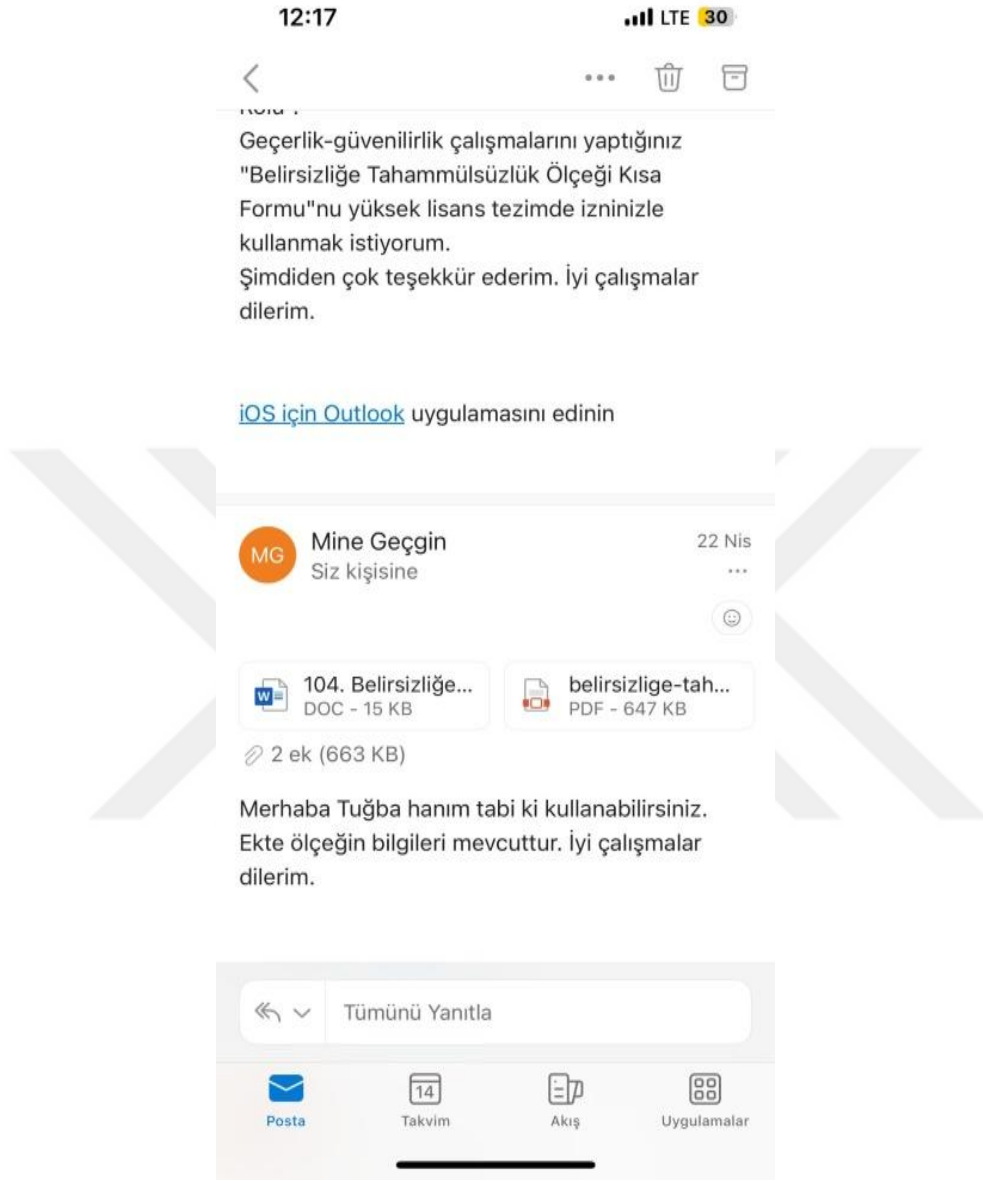 12:17 LTE 30
Geçerlik-güvenilirlik çalışmalarını yaptığınız
"Belirsizliğe Tahammülsüzlük Ölçeği Kısa
Formu"nu yüksek lisans tezimde izninizle
kullanmak istiyorum.
Şimdiden çok teşekkür ederim. İyi çalışmalar
dilerim.
iOS için Outlook uygulamasını edinin
MG Mine Geçgin 22 Nis
Siz kişisine
104. Belirsizliğe... belirsizlige-tah...
DOC - 15 KB PDF - 647 KB
2 ek (663 KB)
Merhaba Tuğba hanım tabi ki kullanabilirsiniz.
Ekte ölçeğin bilgileri mevcuttur. İyi çalışmalar
dilerim.
Tümünü Yanıtla
14
Posta Takvim Akış Uygulamalar